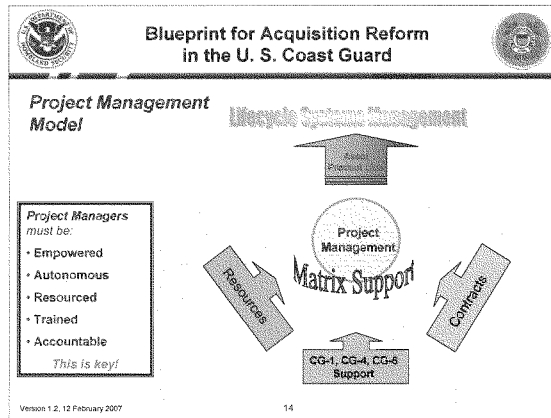 Blueprint for Acquisition Reform
in the U. S. Coast Guard
Project Management
Model
Lifecycle Systems Management
Project Managers
must be:
• Empowered
• Autonomous
• Resourced
• Trained
• Accountable
This is key!
Project
Management
Matrix Support
Resources
Contracts
CG-1, CG-4, CG-6
Support
Version 1.2, 12 February 2007
14